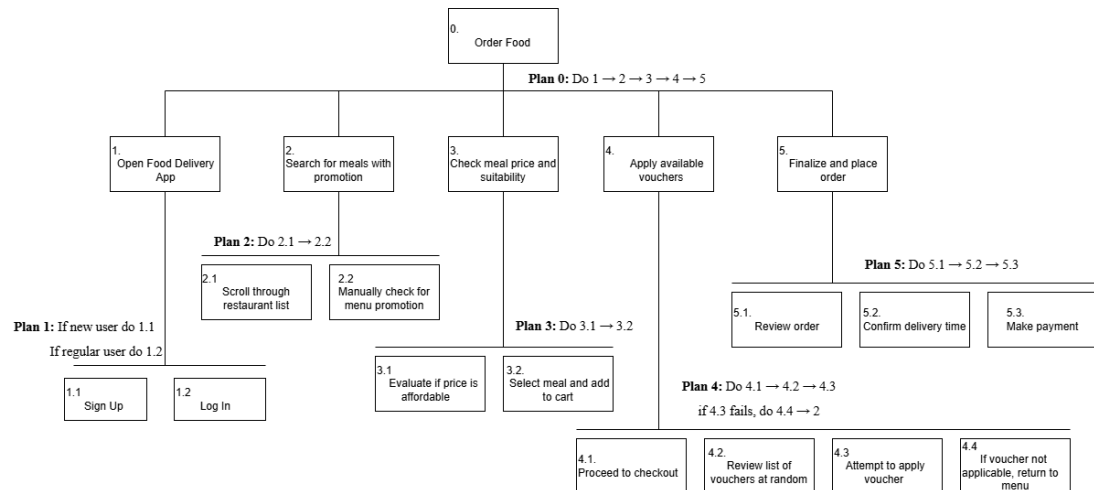 0.
Order Food
Plan 0: Do 1 → 2 → 3 → 4 → 5
1.
Open Food Delivery
App
2.
Search for meals with
promotion
3.
Check meal price and
suitability
4.
Apply available
vouchers
5.
Finalize and place
order
Plan 2: Do 2.1 → 2.2
2.1
Scroll through
restaurant list
2.2
Manually check for
menu promotion
Plan 5: Do 5.1 → 5.2 → 5.3
5.1.
Review order
5.2.
Confirm delivery time
5.3.
Make payment
Plan 1: If new user do 1.1
If regular user do 1.2
1.1
Sign Up
1.2
Log In
Plan 3: Do 3.1 → 3.2
3.1
Evaluate if price is
affordable
3.2.
Select meal and add
to cart
Plan 4: Do 4.1 → 4.2 → 4.3
if 4.3 fails, do 4.4 → 2
4.1.
Proceed to checkout
4.2.
Review list of
vouchers at random
4.3
Attempt to apply
voucher
4.4
If voucher not
applicable, return to
menu